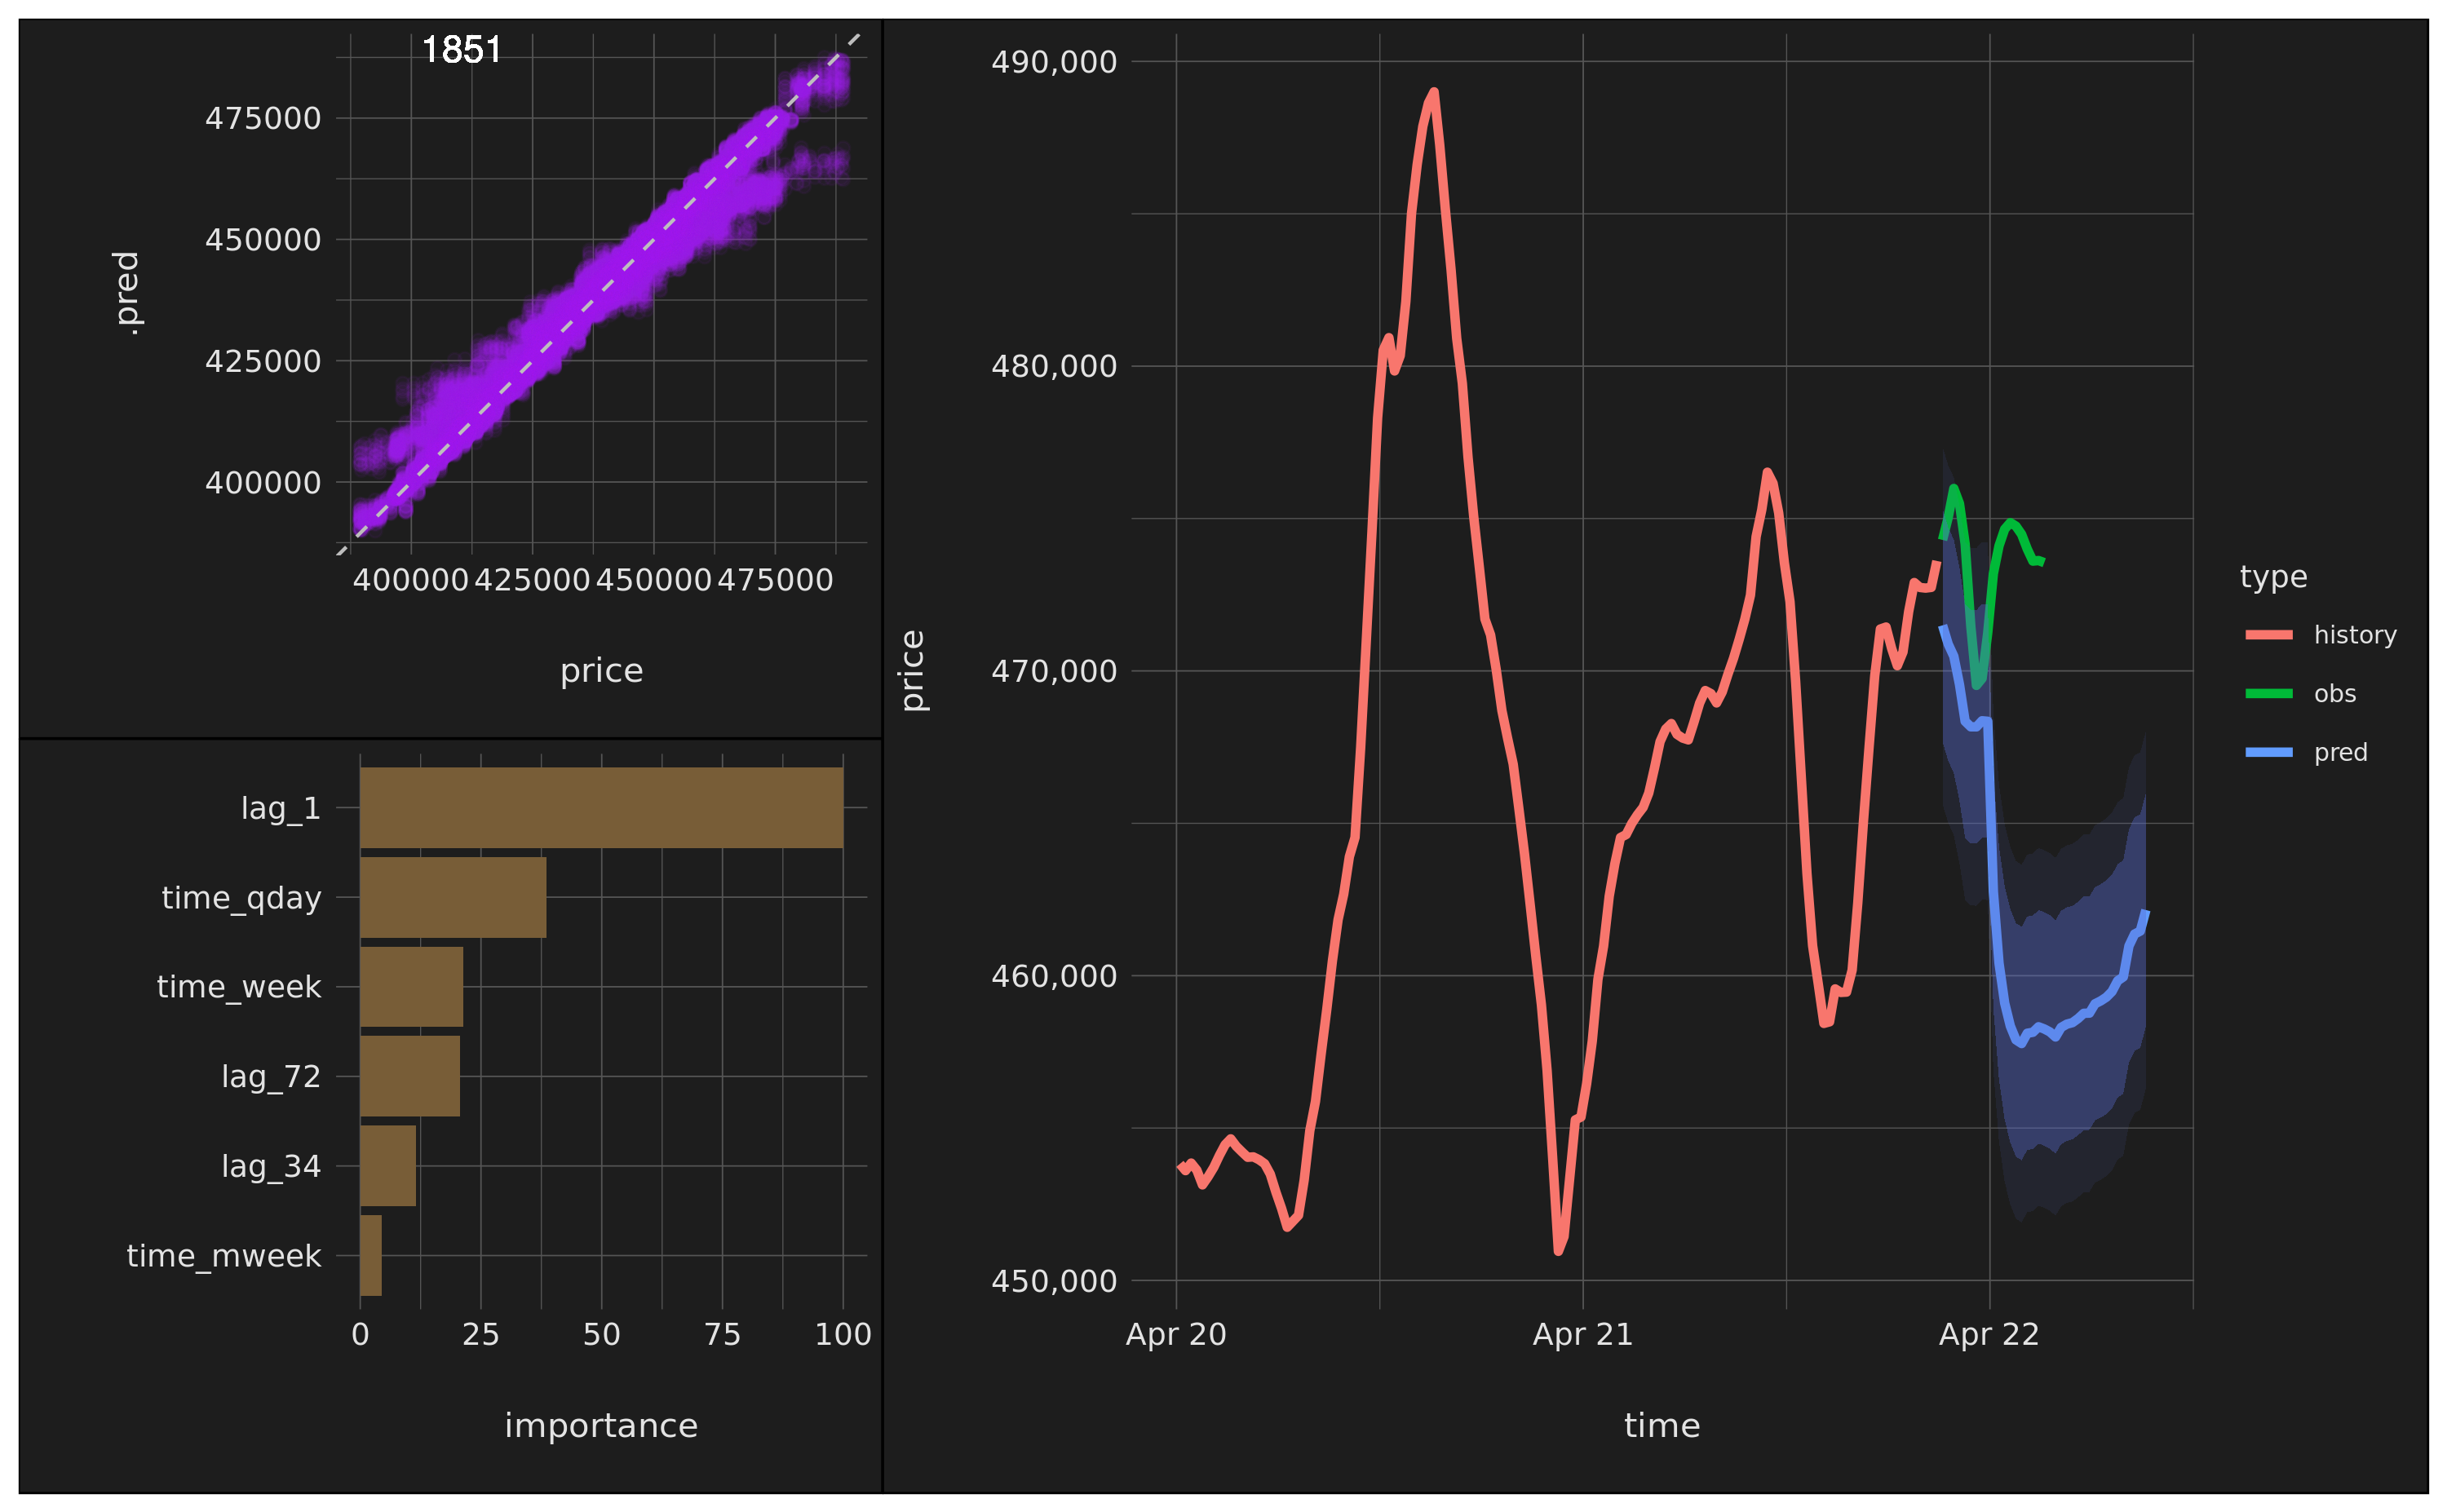 1851
475000
450000
425000
400000
.pred
400000 425000 450000 475000
price
lag_1
time_qday
time_week
lag_72
lag_34
time_mweek
0 25 50 75 100
importance
490,000
480,000
470,000
460,000
450,000
price
Apr 20 Apr 21 Apr 22
time
type
history
obs
pred